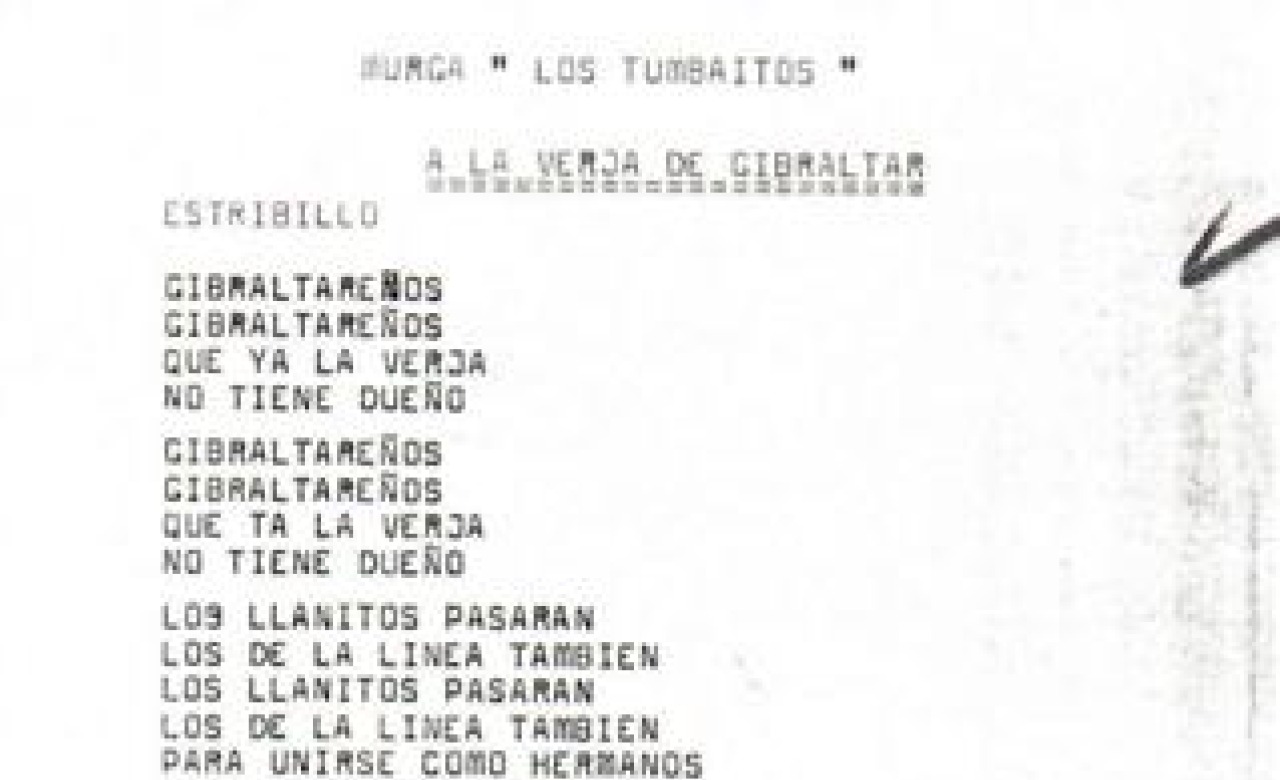 MURGA " LOS TUMBAITOS "
A LA VERJA DE GIBRALTAR
ESTRIBILLO
GIBRALTAREÑOS
GIBRALTAREÑOS
QUE YA LA VERJA
NO TIENE DUEÑO
GIBRALTAREÑOS
GIBRALTAREÑOS
QUE TA LA VERJA
NO TIENE DUEÑO
LO9 LLANITOS PASARAN
LOS DE LA LINEA TAMBIEN
LOS LLANITOS PASARAN
LOS DE LA LINEA TAMBIEN
PARA UNIRSE COMO HERMANOS